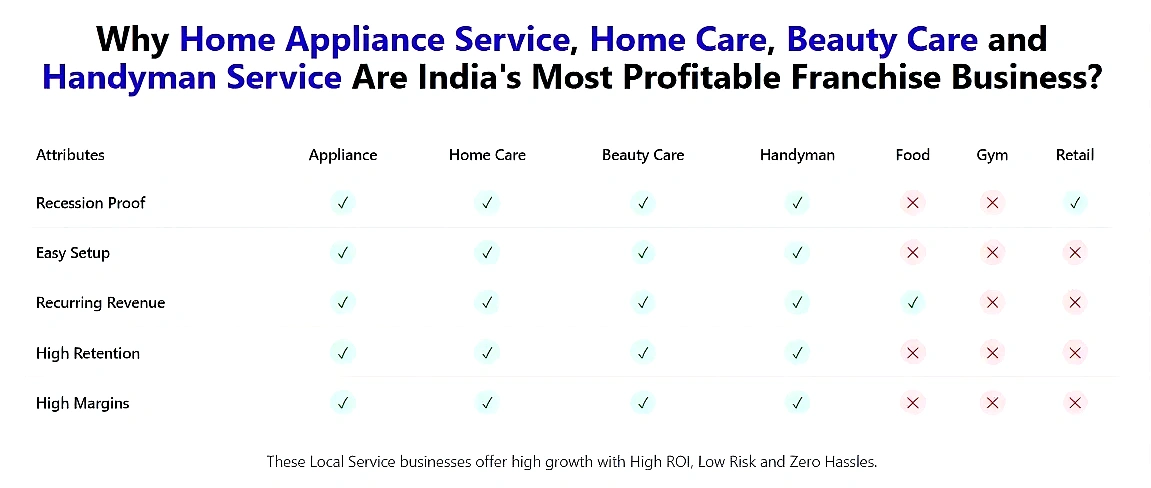 Why Home Appliance Service, Home Care, Beauty Care and
Handyman Service Are India's Most Profitable Franchise Business?
Attributes Appliance Home Care Beauty Care Handyman Food Gym Retail
Recession Proof ✓ ✓ ✓ ✓ ✕ ✕ ✓
Easy Setup ✓ ✓ ✓ ✓ ✕ ✕ ✕
Recurring Revenue ✓ ✓ ✓ ✓ ✓ ✕ ✕
High Retention ✓ ✓ ✓ ✓ ✕ ✕ ✕
High Margins ✓ ✓ ✓ ✓ ✕ ✕ ✕
These Local Service businesses offer high growth with High ROI, Low Risk and Zero Hassles.